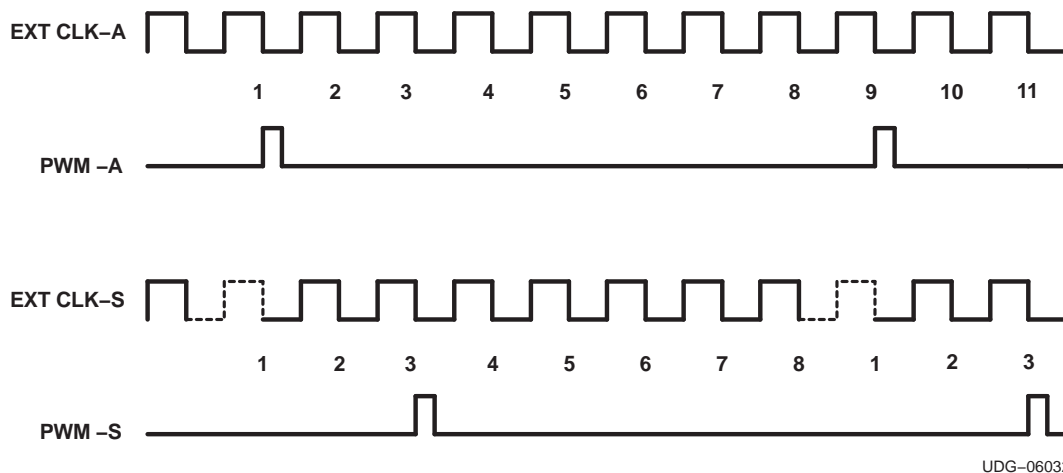 EXT CLK–A
1 2 3 4 5 6 7 8 9 10 11
PWM –A
EXT CLK–S
1 2 3 4 5 6 7 8 1 2 3
PWM –S